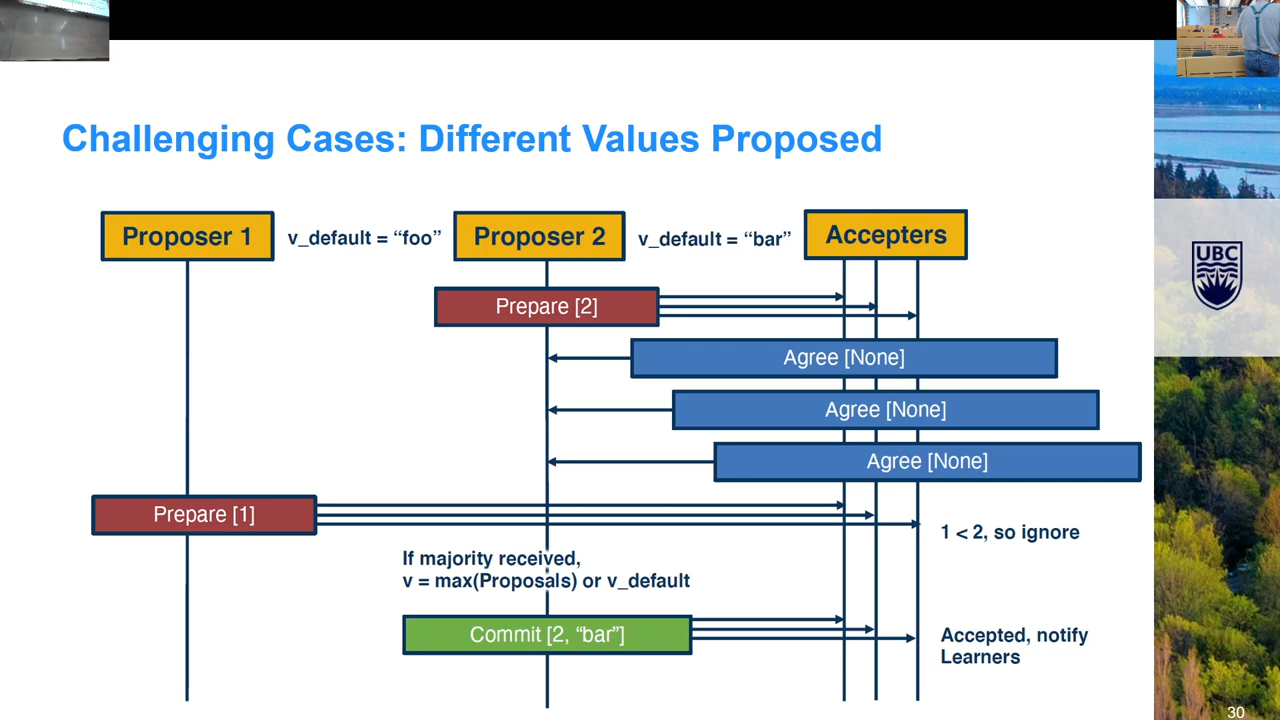 Challenging Cases: Different Values Proposed
UBC
Proposer 1
v_default = “foo”
Proposer 2
v_default = “bar”
Accepters
Prepare [2]
Agree [None]
Agree [None]
Agree [None]
Prepare [1]
1 < 2, so ignore
If majority received,
v = max(Proposals) or v_default
Commit [2, “bar”]
Accepted, notify
Learners
30